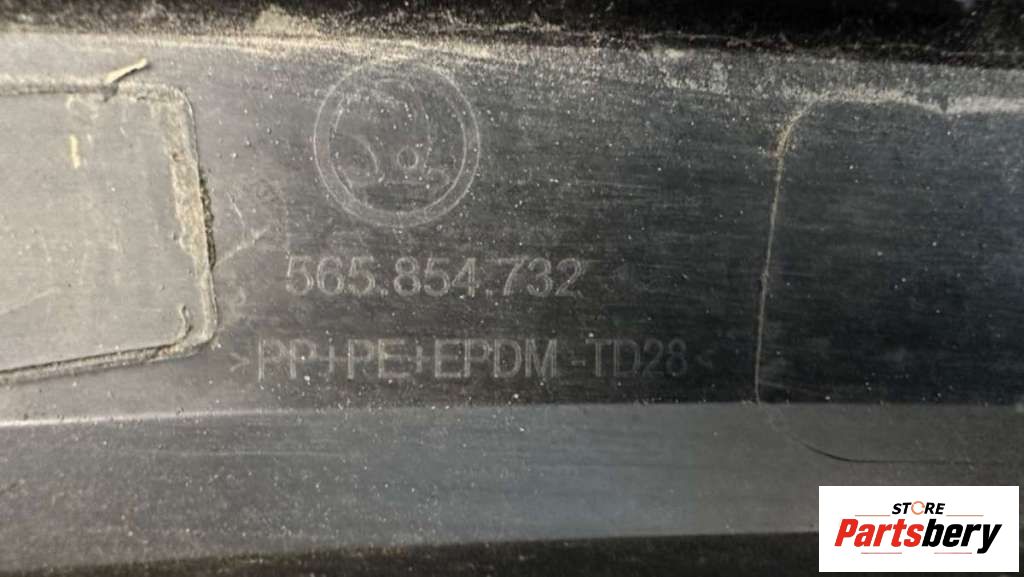 565.854.732
>PP+PE+EPDM-TD28<
STORE
Partsbery